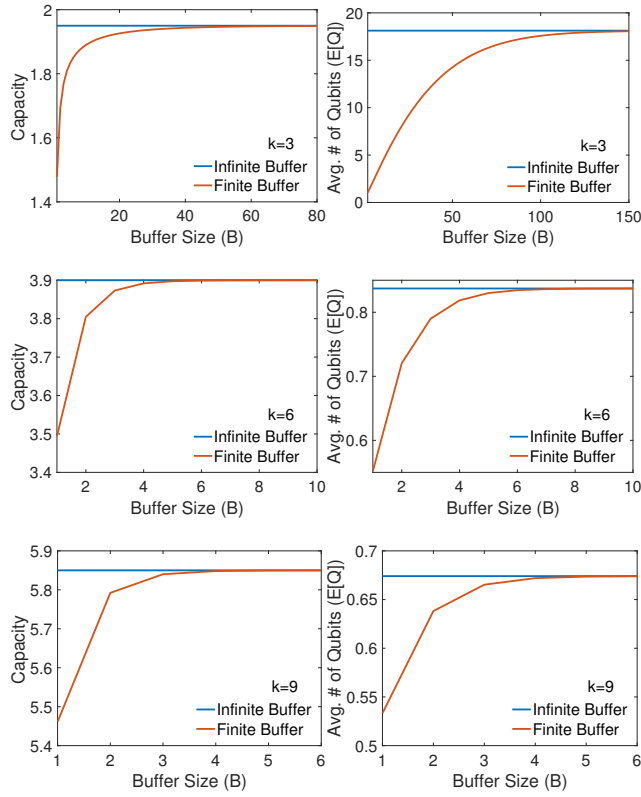 2
1.8
1.6
1.4
Capacity
k=3
Infinite Buffer
Finite Buffer
20 40 60 80
Buffer Size (B)
20
15
10
5
0
Avg. # of Qubits (E[Q])
k=3
Infinite Buffer
Finite Buffer
50 100 150
Buffer Size (B)
3.9
3.8
3.7
3.6
3.5
3.4
Capacity
k=6
Infinite Buffer
Finite Buffer
2 4 6 8 10
Buffer Size (B)
0.8
0.7
0.6
Avg. # of Qubits (E[Q])
k=6
Infinite Buffer
Finite Buffer
2 4 6 8 10
Buffer Size (B)
5.9
5.8
5.7
5.6
5.5
5.4
Capacity
k=9
Infinite Buffer
Finite Buffer
1 2 3 4 5 6
Buffer Size (B)
0.7
0.65
0.6
0.55
0.5
Avg. # of Qubits (E[Q])
k=9
Infinite Buffer
Finite Buffer
1 2 3 4 5 6
Buffer Size (B)